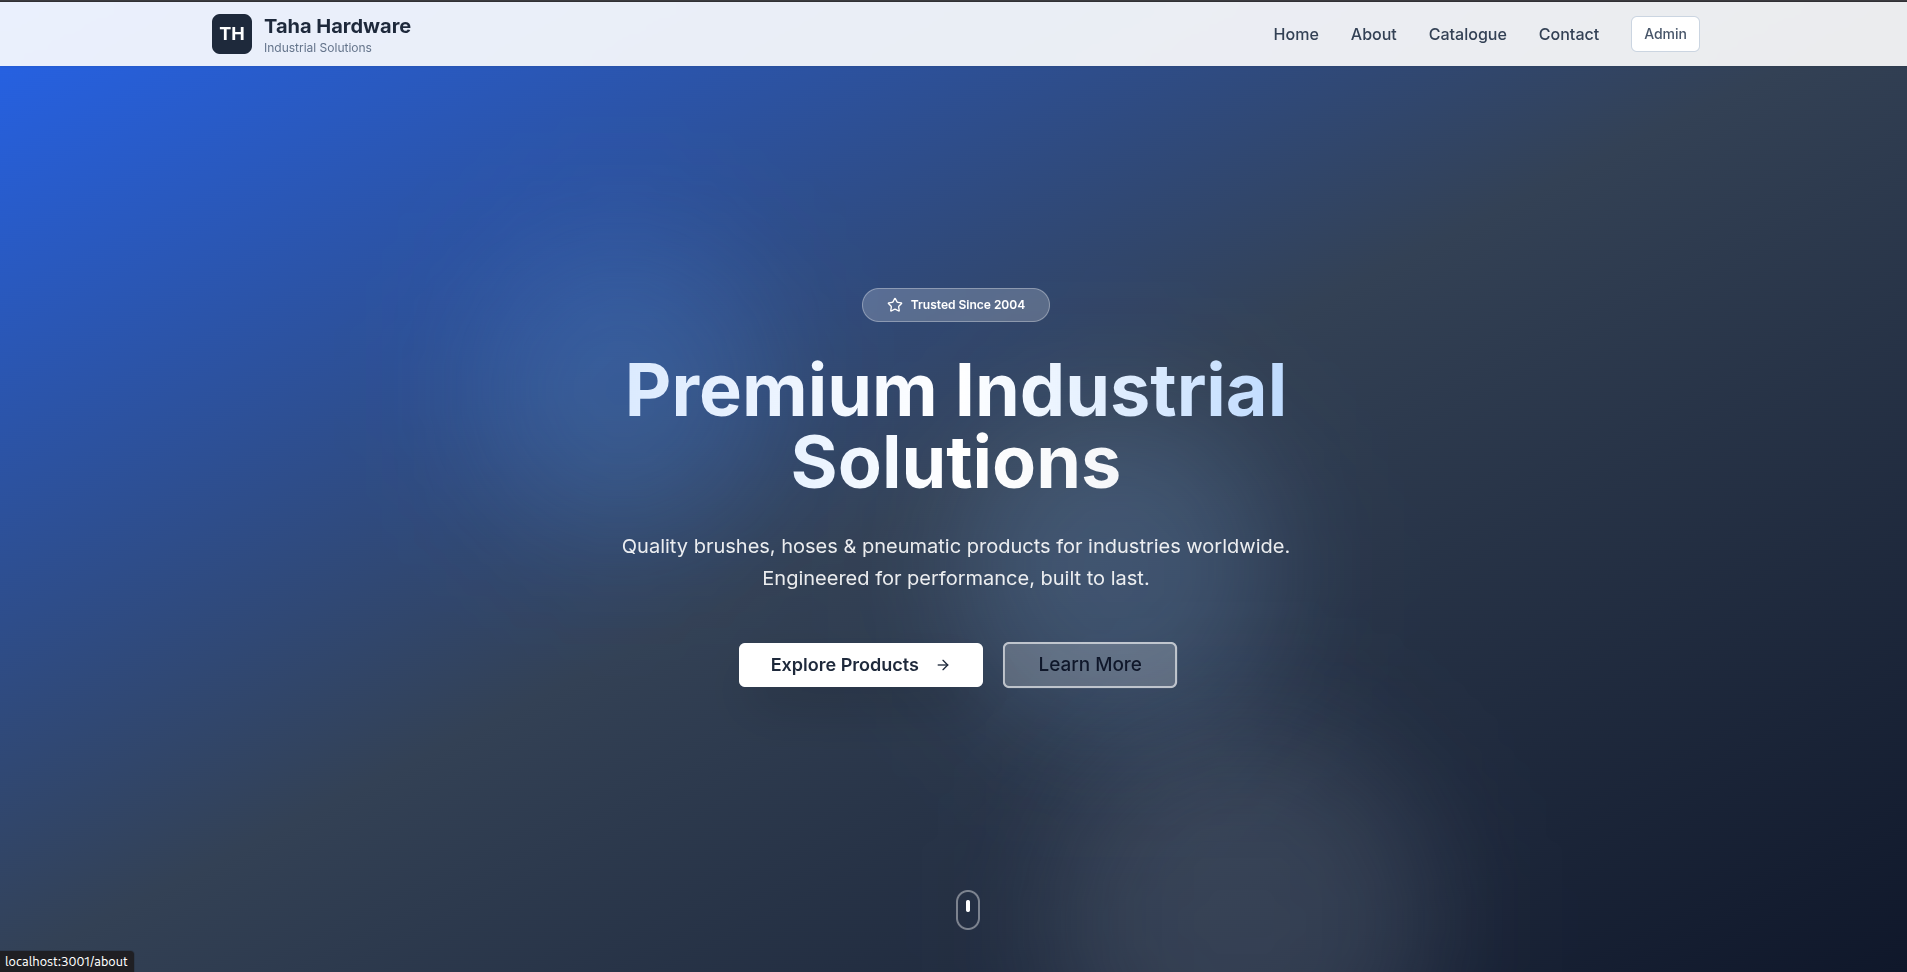 TH
Taha Hardware
Industrial Solutions
Home About Catalogue Contact Admin
Trusted Since 2004
Premium Industrial
Solutions
Quality brushes, hoses & pneumatic products for industries worldwide.
Engineered for performance, built to last.
Explore Products → Learn More
localhost:3001/about